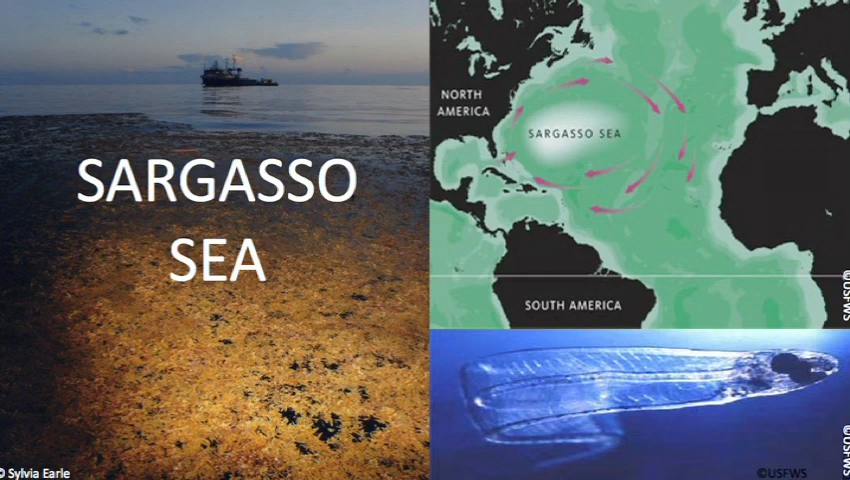 SARGASSO
SEA
© Sylvia Earle
NORTH
AMERICA
SARGASSO SEA
SOUTH AMERICA
©USFWS
©USFWS
©USFWS